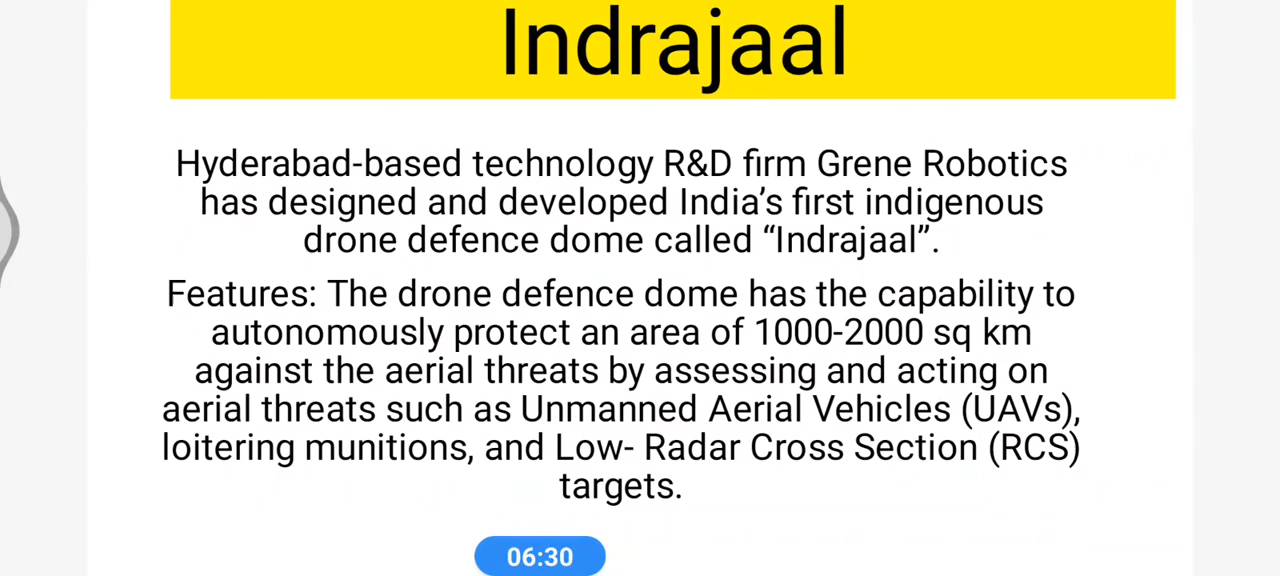 Indrajaal
Hyderabad-based technology R&D firm Grene Robotics
has designed and developed India’s first indigenous
drone defence dome called “Indrajaal”.
Features: The drone defence dome has the capability to
autonomously protect an area of 1000-2000 sq km
against the aerial threats by assessing and acting on
aerial threats such as Unmanned Aerial Vehicles (UAVs),
loitering munitions, and Low- Radar Cross Section (RCS)
targets.
06:30